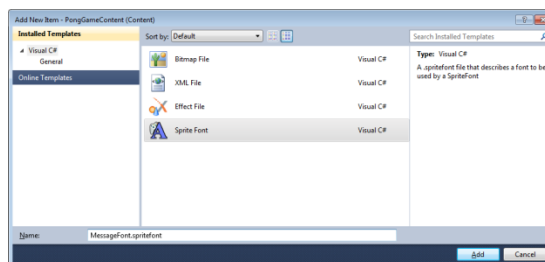 Add New Item - PongGameContent (Content)
Installed Templates
Sort by: Default
Search Installed Templates
Visual C#
General
Online Templates
Bitmap File Visual C#
XML File Visual C#
Effect File Visual C#
Sprite Font Visual C#
Type: Visual C#
A .spritefont file that describes a font to be
used by a SpriteFont
Name: MessageFont.spritefont
Add Cancel